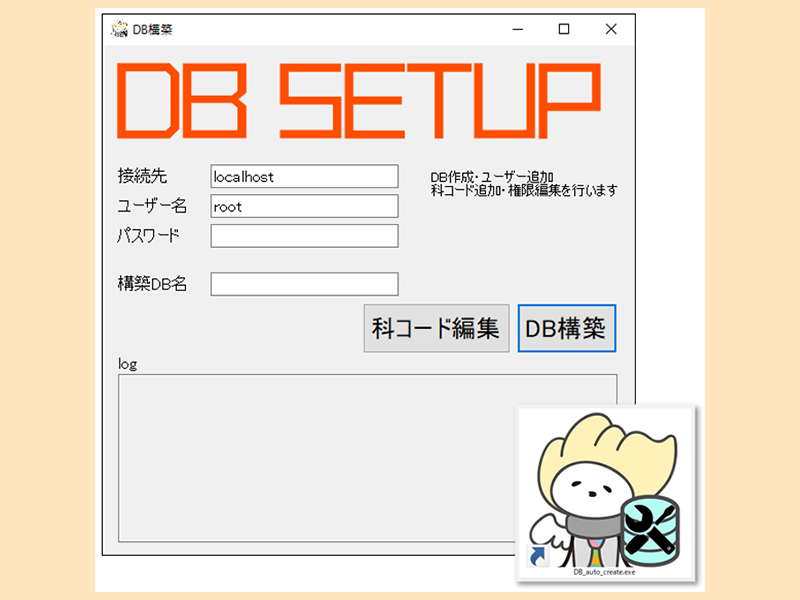 DB構築
DB SETUP
接続先
localhost
DB作成・ユーザー追加
科コード追加・権限編集を行います
ユーザー名
root
パスワード
構築DB名
科コード編集
DB構築
log
DB_auto_create.exe